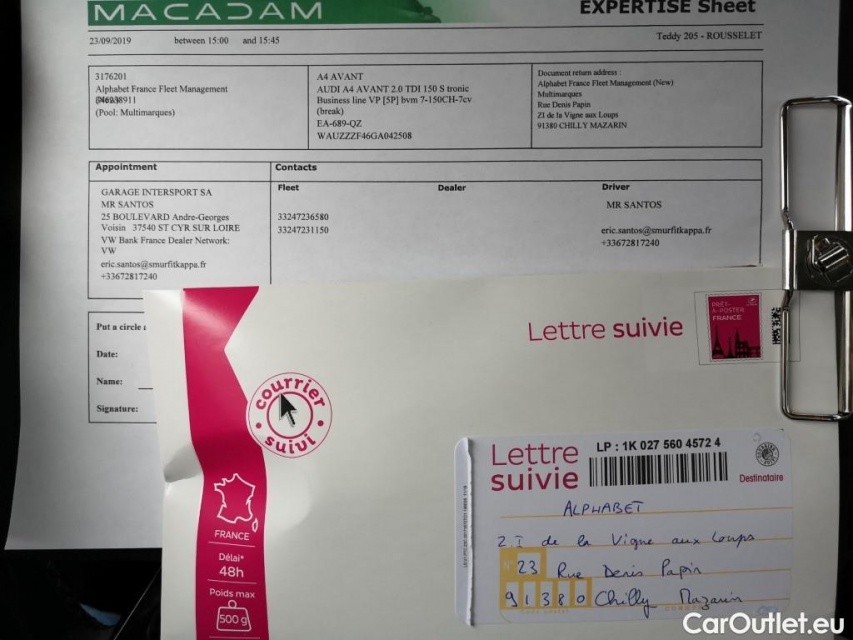 MACADAM
EXPERTISE Sheet
23/09/2019 between 15:00 and 15:45
Teddy 205 - ROUSSELET
3176201
Alphabet France Fleet Management
(Pool: Multimarques)
A4 AVANT
AUDI A4 AVANT 2.0 TDI 150 S tronic
Business line VP [5P] bvm 7-150CH-7cv
(break)
EA-689-QZ
WAUZZZF46GA042508
Document return address :
Alphabet France Fleet Management (New)
Multimarques
Rue Denis Papin
ZI de la Vigne aux Loups
91380 CHILLY MAZARIN
Appointment
GARAGE INTERSPORT SA
MR SANTOS
25 BOULEVARD Andre-Georges
Voisin 37540 ST CYR SUR LOIRE
VW Bank France Dealer Network:
VW
eric.santos@smurfitkappa.fr
+33672817240
Contacts
Fleet
33247236580
33247231150
Dealer
Driver
MR SANTOS
eric.santos@smurfitkappa.fr
+33672817240
Put a circle
Date:
Name:
Signature:
Lettre suivie
PRÊT-
À-POSTER
FRANCE
courrier
suivi
FRANCE
Délai*
48h
Poids max
500 g
Lettre
suivie
LP : 1K 027 560 4572 4
Destinataire
ALPHABET
Z.I de la Vigne aux Loups
23 Rue Denis Papin
91380 Chilly Mazarin
CarOutlet.eu